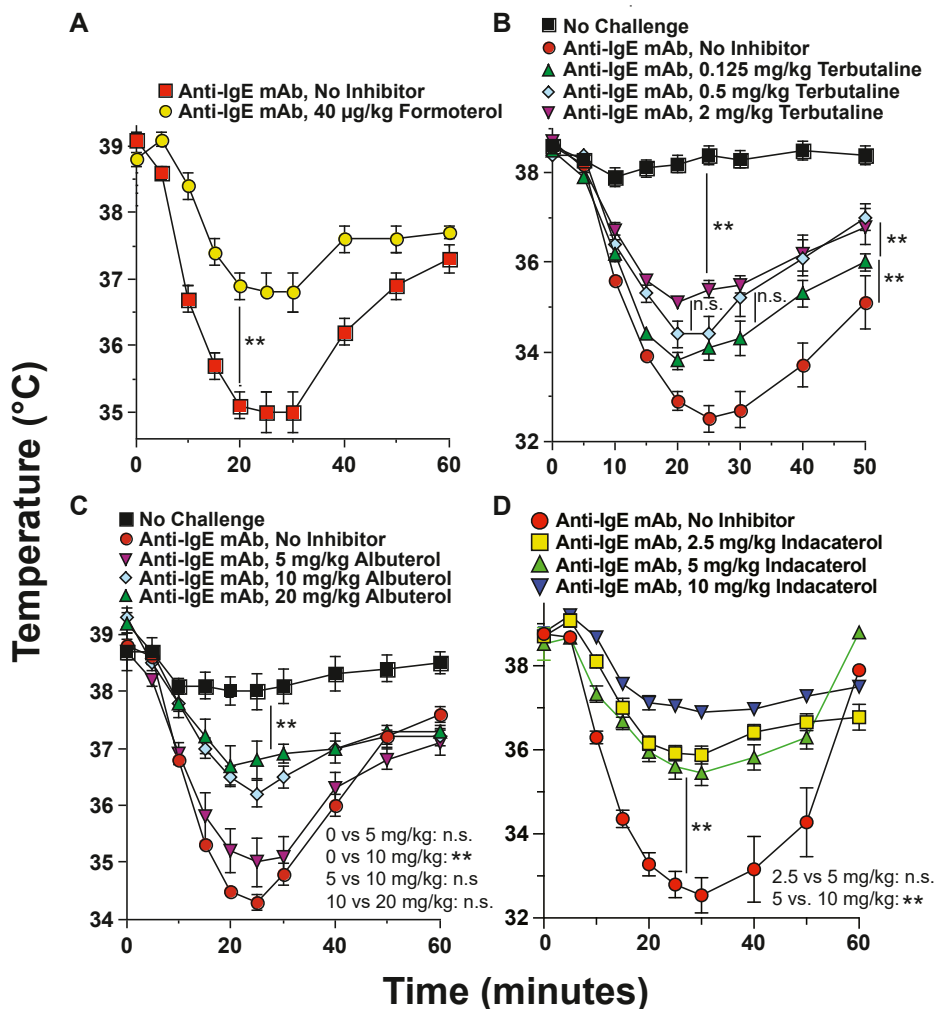 A
Anti-IgE mAb, No Inhibitor
Anti-IgE mAb, 40 µg/kg Formoterol
39
38
37
36
35
**
0
20
40
60
B
No Challenge
Anti-IgE mAb, No Inhibitor
Anti-IgE mAb, 0.125 mg/kg Terbutaline
Anti-IgE mAb, 0.5 mg/kg Terbutaline
Anti-IgE mAb, 2 mg/kg Terbutaline
38
36
34
32
**
n.s.
n.s.
**
**
0
10
20
30
40
50
Temperature (°C)
C
No Challenge
Anti-IgE mAb, No Inhibitor
Anti-IgE mAb, 5 mg/kg Albuterol
Anti-IgE mAb, 10 mg/kg Albuterol
Anti-IgE mAb, 20 mg/kg Albuterol
39
38
37
36
35
34
**
0 vs 5 mg/kg: n.s.
0 vs 10 mg/kg: **
5 vs 10 mg/kg: n.s
10 vs 20 mg/kg: n.s.
0
20
40
60
D
Anti-IgE mAb, No Inhibitor
Anti-IgE mAb, 2.5 mg/kg Indacaterol
Anti-IgE mAb, 5 mg/kg Indacaterol
Anti-IgE mAb, 10 mg/kg Indacaterol
38
36
34
32
**
2.5 vs 5 mg/kg: n.s.
5 vs. 10 mg/kg: **
0
20
40
60
Time (minutes)